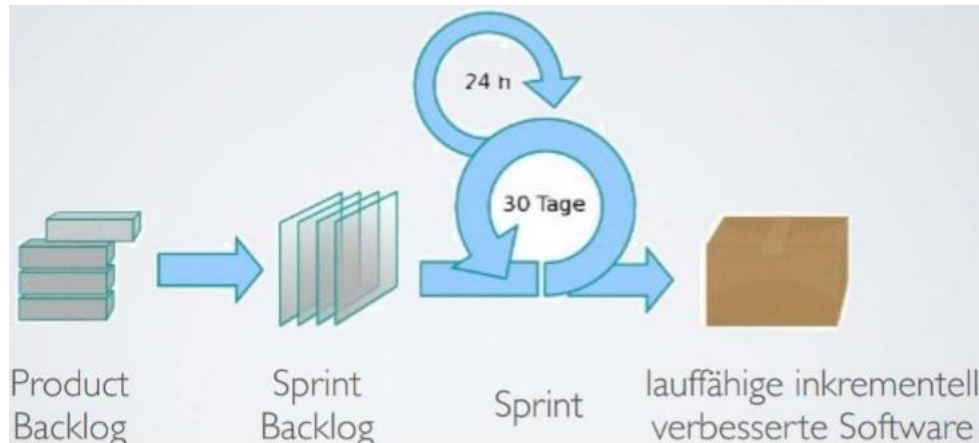 24 h
30 Tage
Product
Backlog
Sprint
Backlog
Sprint
lauffähige inkrementell
verbesserte Software